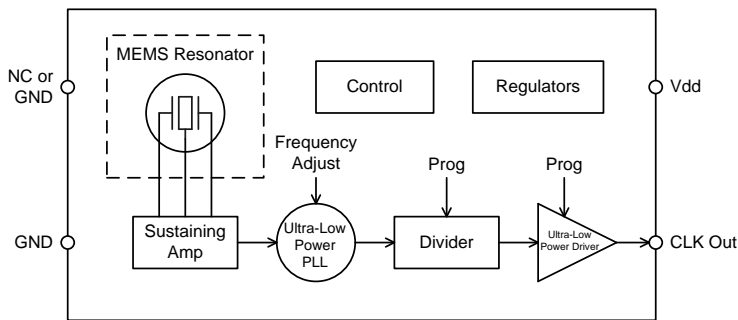 MEMS Resonator
NC or
GND
Control
Regulators
Vdd
Frequency
Adjust
Prog
Prog
GND
Sustaining
Amp
Ultra-Low
Power
PLL
Divider
Ultra-Low
Power Driver
CLK Out